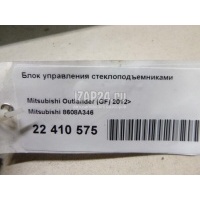 Блок управления стеклоподъемниками
Mitsubishi Outlander (GF) 2012>
Mitsubishi 8608A346
22 410 575